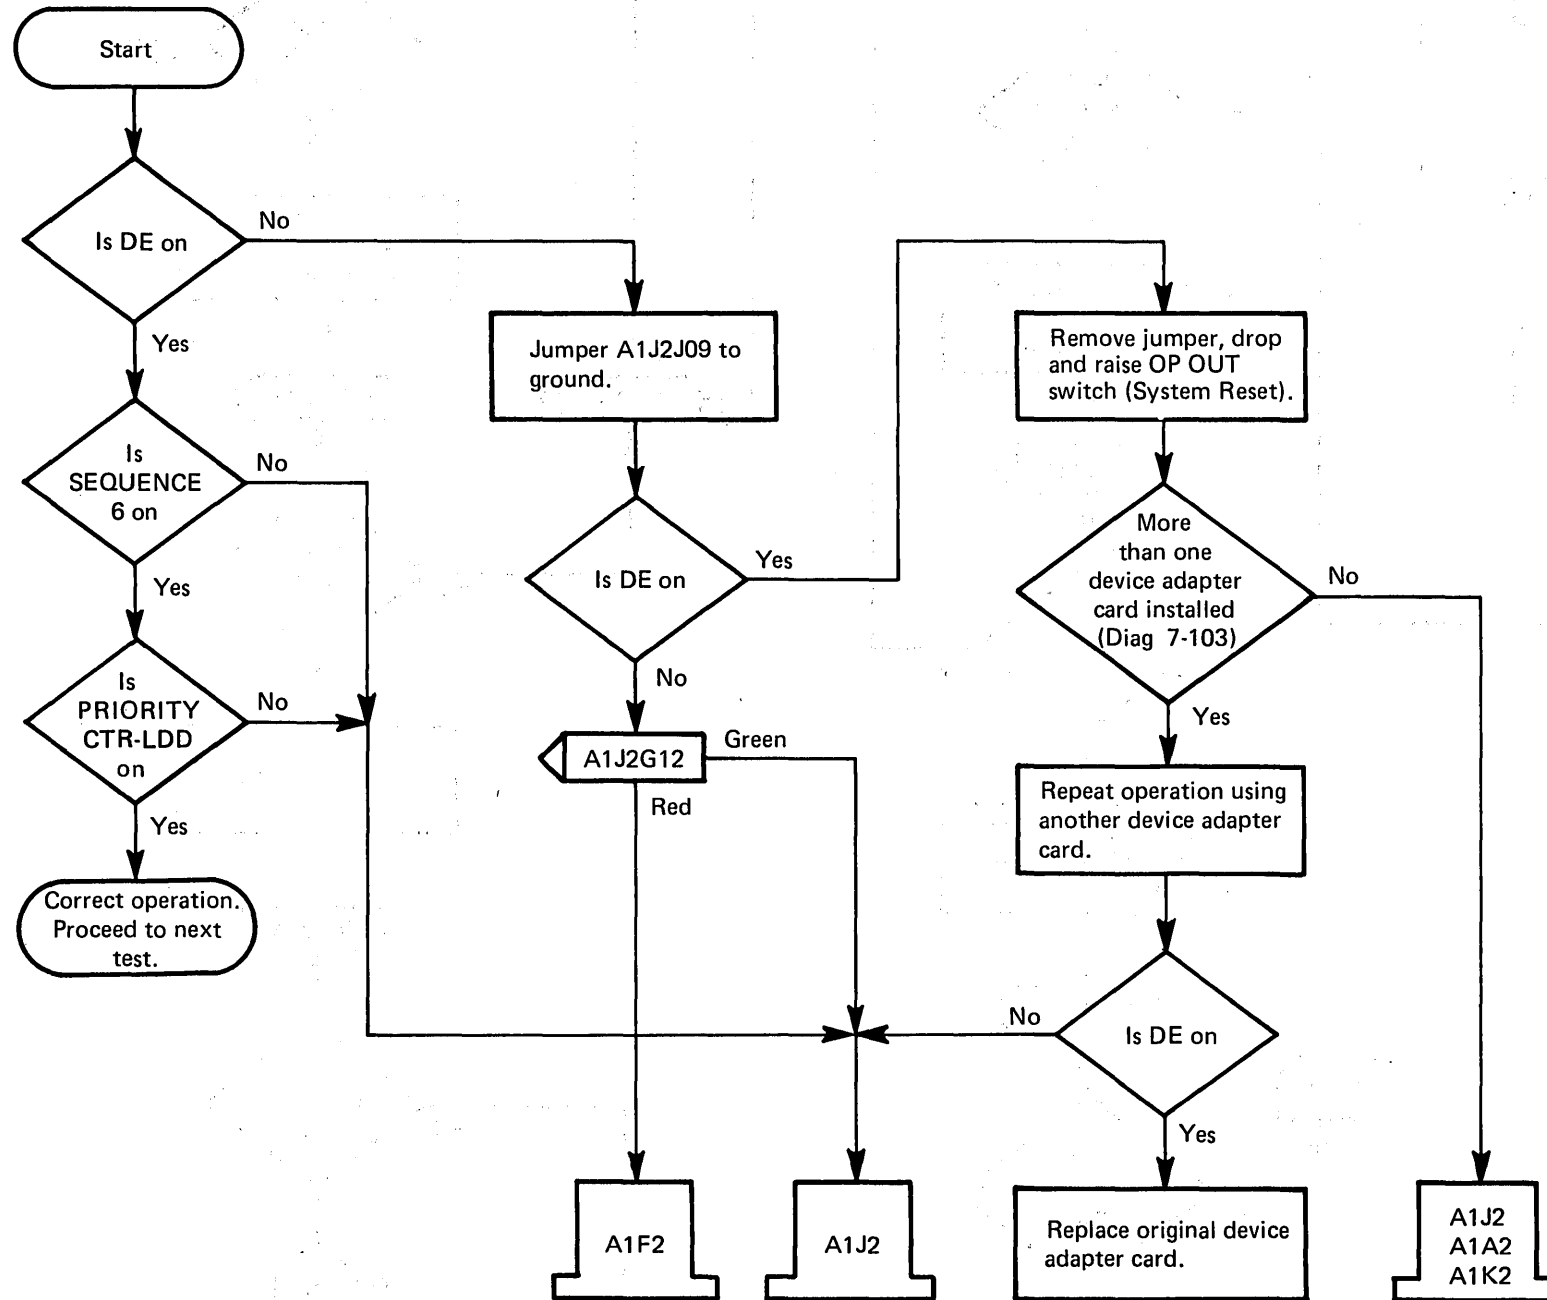 Start
Is DE on
No
Yes
Is
SEQUENCE
6 on
No
Yes
Is
PRIORITY
CTR-LDD
on
No
Yes
Correct operation.
Proceed to next
test.
Jumper A1J2J09 to
ground.
Is DE on
Yes
No
A1J2G12
Green
Red
A1F2
A1J2
Remove jumper, drop
and raise OP OUT
switch (System Reset).
More
than one
device adapter
card installed
(Diag 7-103)
No
Yes
Repeat operation using
another device adapter
card.
Is DE on
No
Yes
Replace original device
adapter card.
A1J2
A1A2
A1K2